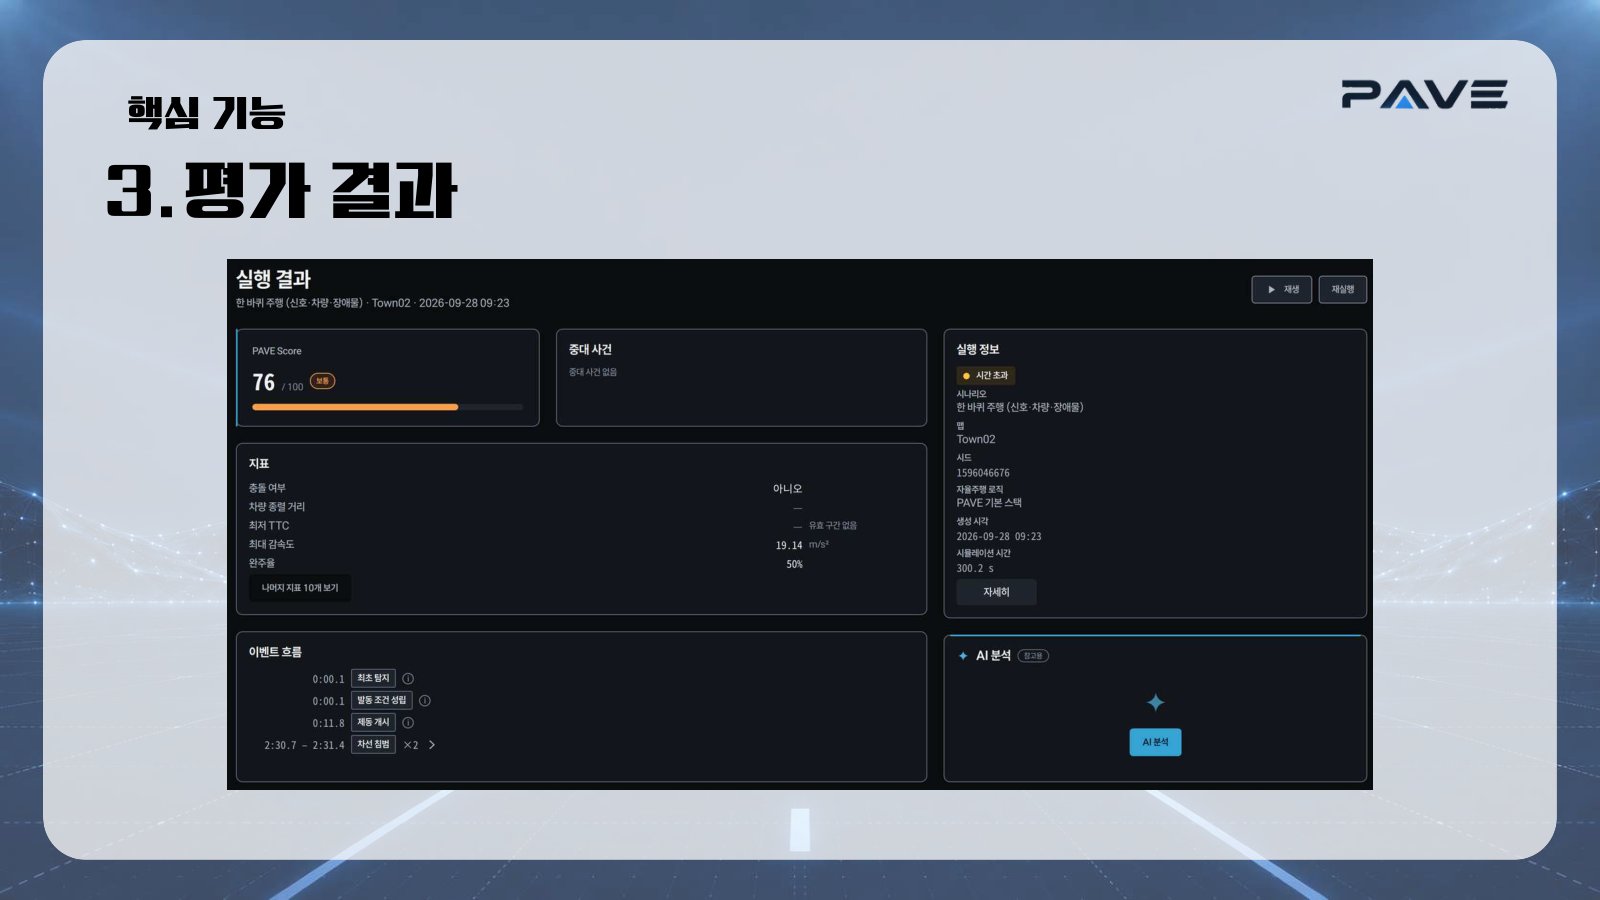 핵심 기능
PAVE
3. 평가 결과
실행 결과
한 바퀴 주행 (신호·차량·장애물) · Town02 · 2026-09-28 09:23
▶ 재생
재실행
PAVE Score
76 / 100 보통
중대 사건
중대 사건 없음
지표
충돌 여부 아니오
차량 종렬 거리 —
최저 TTC — 유효 구간 없음
최대 감속도 19.14 m/s²
완주율 50%
나머지 지표 10개 보기
이벤트 흐름
0:00.1 최초 탐지
0:00.1 발동 조건 성립
0:11.8 제동 개시
2:30.7 – 2:31.4 차선 침범 ×2
실행 정보
시간 초과
시나리오
한 바퀴 주행 (신호·차량·장애물)
맵
Town02
시드
1596046676
자율주행 로직
PAVE 기본 스택
생성 시각
2026-09-28 09:23
시뮬레이션 시간
300.2 s
자세히
AI 분석 참고용
AI 분석